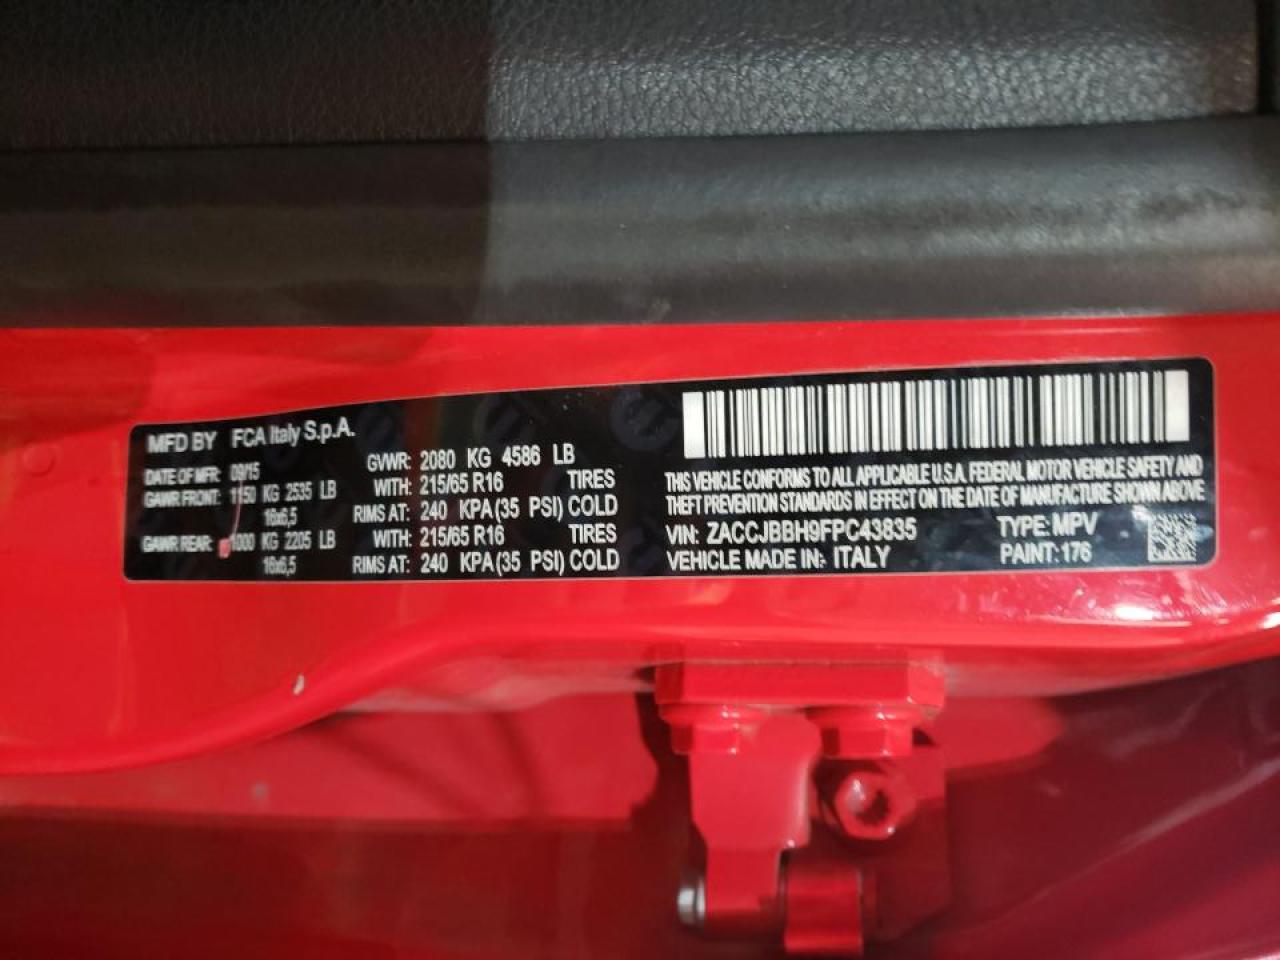 MFD BY FCA Italy S.p.A.
DATE OF MFR: 09/15 GVWR: 2080 KG 4586 LB
GAWR FRONT: 1150 KG 2535 LB WITH: 215/65 R16 TIRES
16x6,5 RIMS AT: 240 KPA (35 PSI) COLD
GAWR REAR: 1000 KG 2205 LB WITH: 215/65 R16 TIRES
16x6,5 RIMS AT: 240 KPA (35 PSI) COLD
THIS VEHICLE CONFORMS TO ALL APPLICABLE U.S.A. FEDERAL MOTOR VEHICLE SAFETY AND
THEFT PREVENTION STANDARDS IN EFFECT ON THE DATE OF MANUFACTURE SHOWN ABOVE
VIN: ZACCJBBH9FPC43835 TYPE: MPV
VEHICLE MADE IN: ITALY PAINT: 176